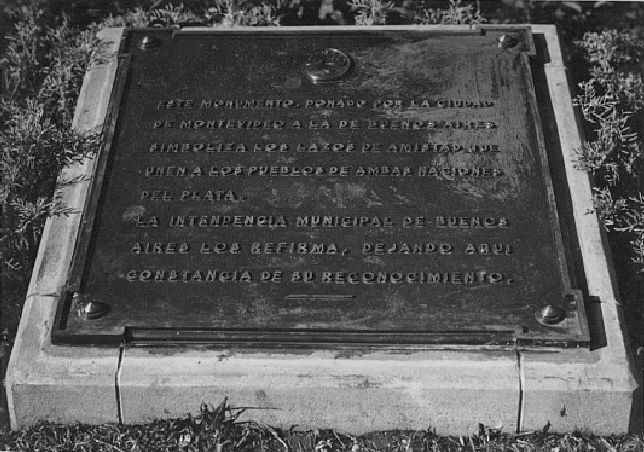 ESTE MONUMENTO, DONADO POR LA CIUDAD
DE MONTEVIDEO A LA DE BUENOS AIRES
SIMBOLIZA LOS LAZOS DE AMISTAD QUE
UNEN A LOS PUEBLOS DE AMBAS NACIONES
DEL PLATA.
LA INTENDENCIA MUNICIPAL DE BUENOS
AIRES LOS REFIRMA, DEJANDO AQUI
CONSTANCIA DE SU RECONOCIMIENTO.